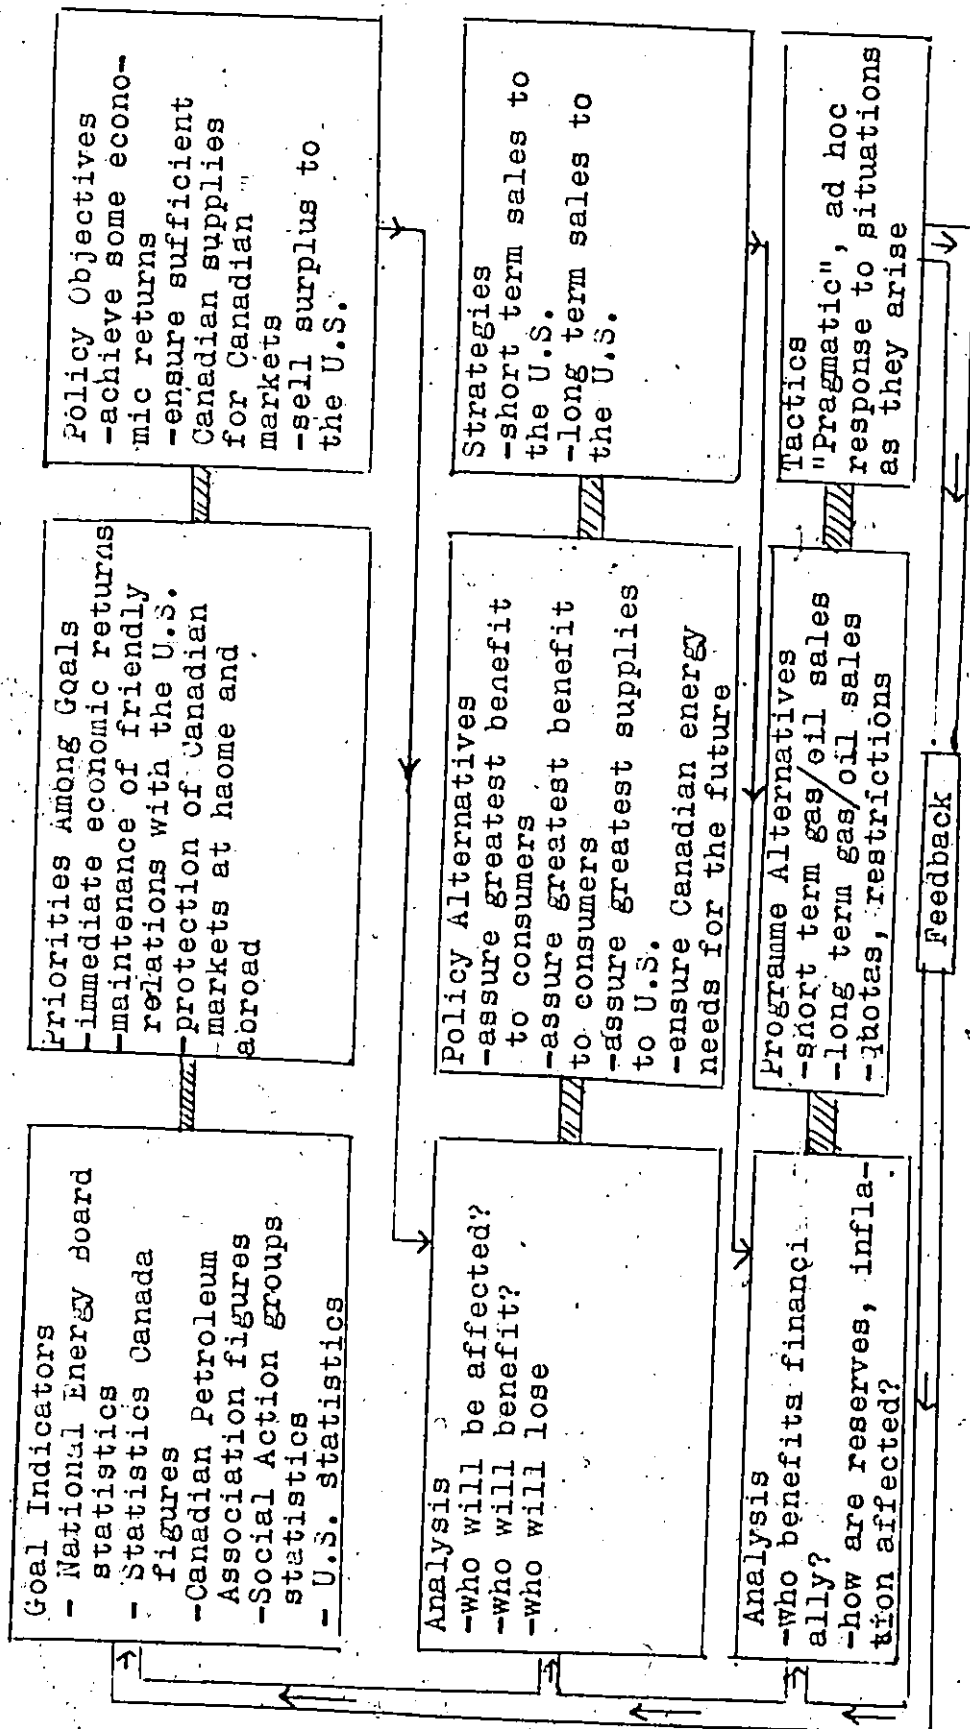 Goal Indicators
- National Energy Board
statistics
- Statistics Canada
figures
-Canadian Petroleum
Association figures
-Social Action groups
statistics
- U.S. statistics
Priorities Among Goals
-immediate economic returns
-maintenance of friendly
relations with the U.S.
-protection of Canadian
markets at haome and
abroad
Policy Objectives
-achieve some econo-
mic returns
-ensure sufficient
Canadian supplies
for Canadian
markets
-sell surplus to
the U.S.
Analysis
-who will be affected?
-who will benefit?
-who will lose
Policy Alternatives
-assure greatest benefit
to consumers
-assure greatest benefit
to consumers
-assure greatest supplies
to U.S.
-ensure Canadian energy
needs for the future
Strategies
-short term sales to
the U.S.
-long term sales to
the U.S.
Analysis
-who benefits financi
ally?
-how are reserves, infla-
tion affected?
Programme Alternatives
-short term gas/oil sales
-long term gas/oil sales
restrictions
Tactics
"Pragmatic", ad hoc
response to situations
as they arise
Feedback